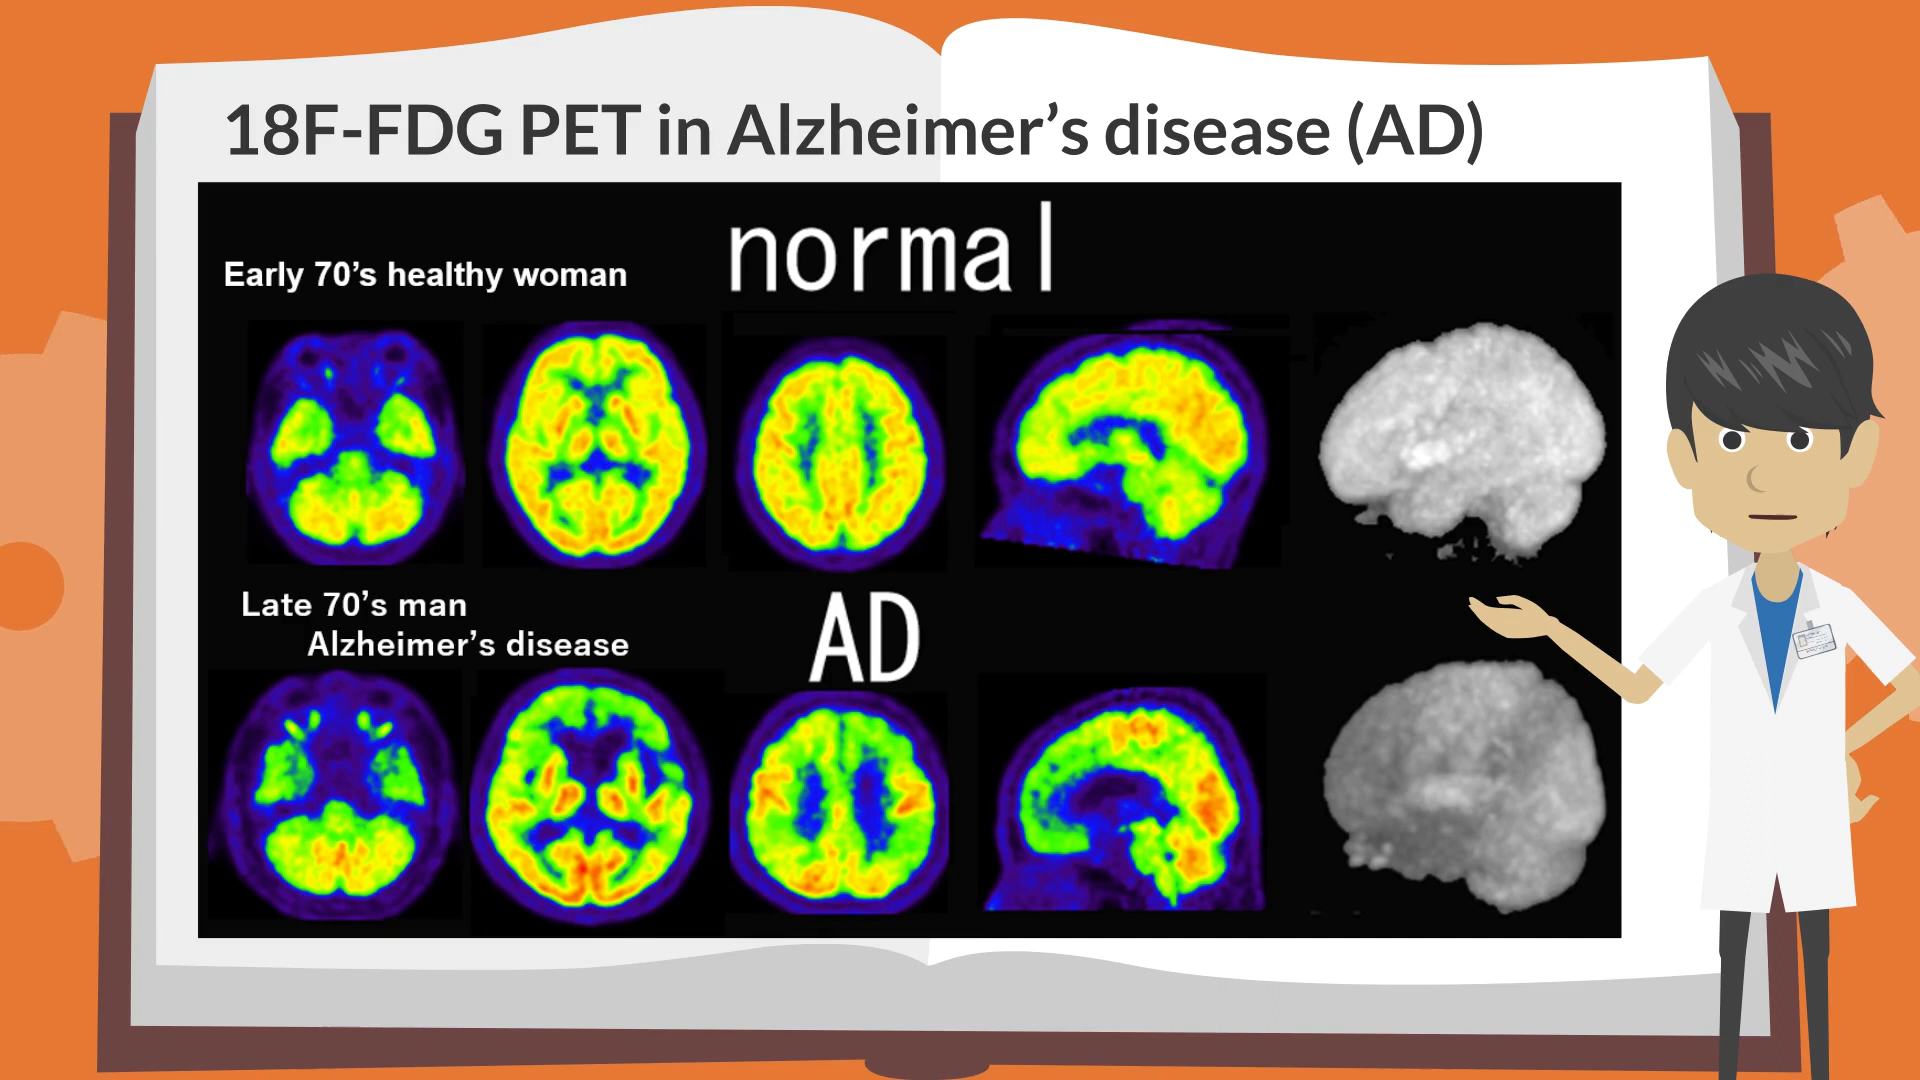 18F-FDG PET in Alzheimer’s disease (AD)
normal
Early 70’s healthy woman
Late 70’s man
Alzheimer’s disease
AD